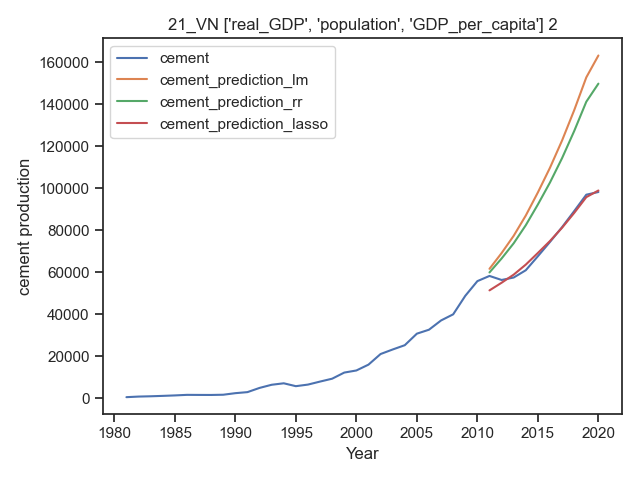 21_VN ['real_GDP', 'population', 'GDP_per_capita'] 2
cement
cement_prediction_lm
cement_prediction_rr
cement_prediction_lasso
cement production
160000
140000
120000
100000
80000
60000
40000
20000
0
1980 1985 1990 1995 2000 2005 2010 2015 2020
Year